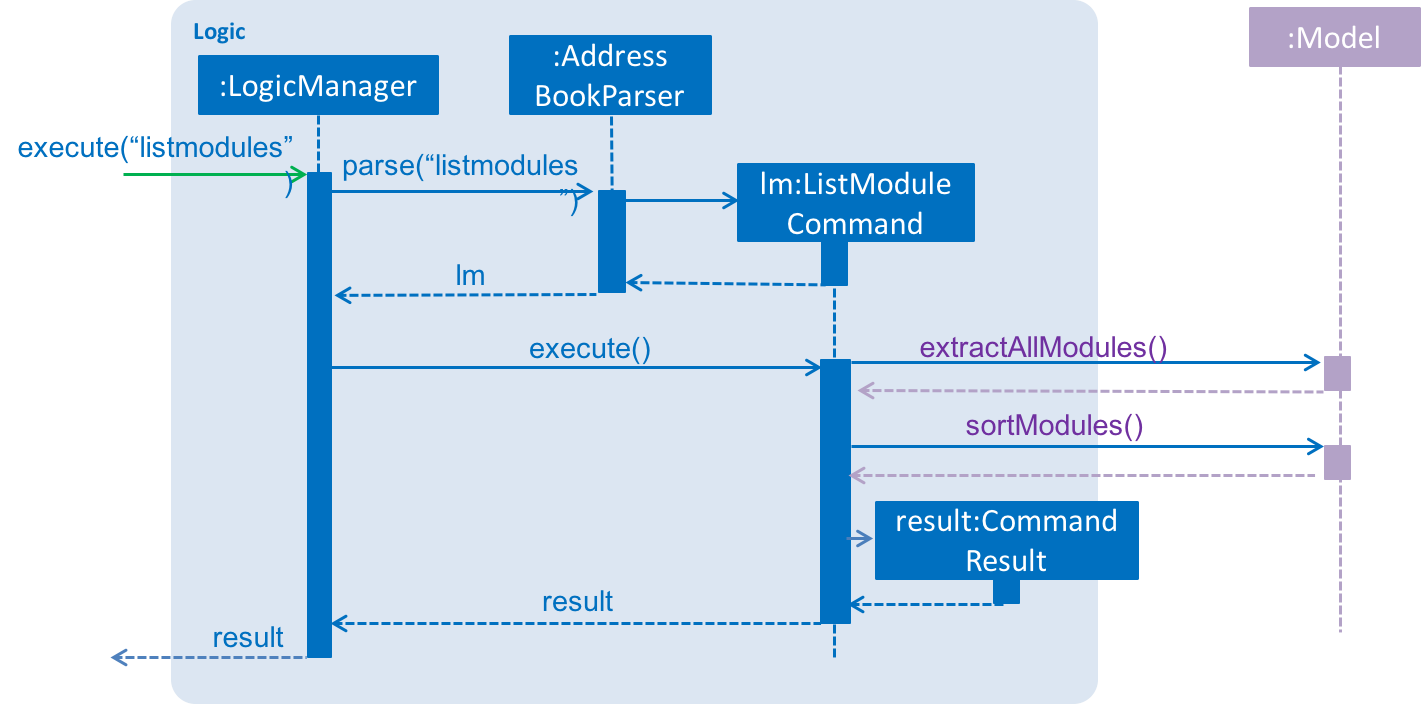 Logic
:Model
:LogicManager
:Address
BookParser
execute(“listmodules”
)
parse(“listmodules
”)
lm:ListModule
Command
lm
execute()
extractAllModules()
sortModules()
result:Command
Result
result
result